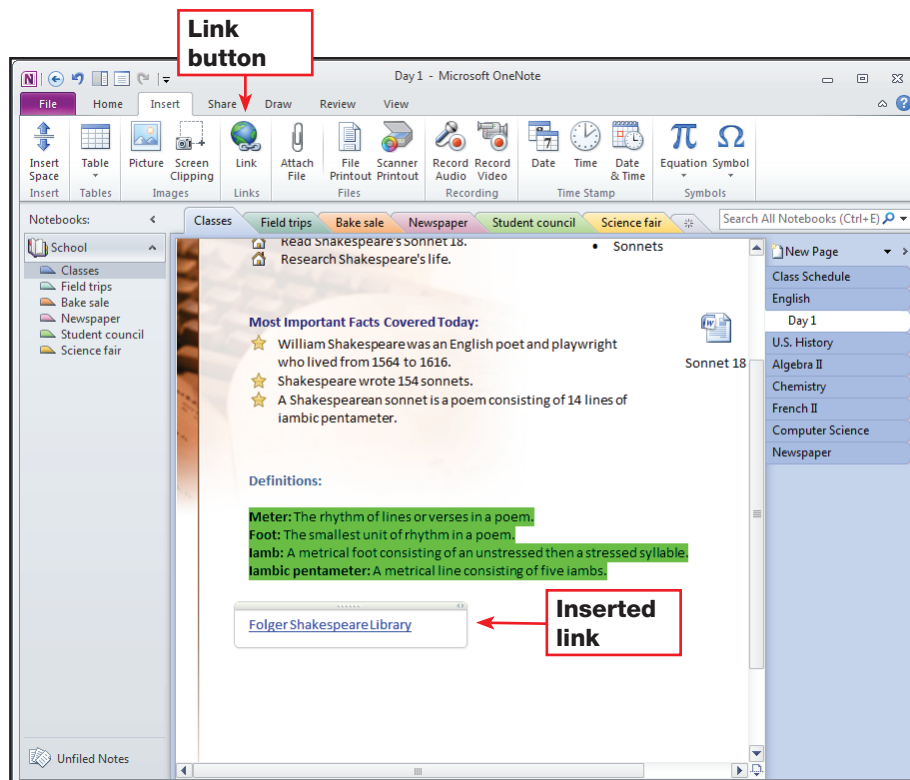 Link
button
Day 1 - Microsoft OneNote
File Home Insert Share Draw Review View
Insert Space
Table
Picture
Screen Clipping
Link
Attach File
File Printout
Scanner Printout
Record Audio
Record Video
Date
Time
Date & Time
Equation
Symbol
Insert Tables Images Links Files Recording Time Stamp Symbols
Notebooks:
Classes Field trips Bake sale Newspaper Student council Science fair
Search All Notebooks (Ctrl+E)
School
Classes
Field trips
Bake sale
Newspaper
Student council
Science fair
Unfiled Notes
Read Shakespeare's Sonnet 18.
Research Shakespeare's life.
• Sonnets
Most Important Facts Covered Today:
William Shakespeare was an English poet and playwright
who lived from 1564 to 1616.
Shakespeare wrote 154 sonnets.
A Shakespearean sonnet is a poem consisting of 14 lines of
iambic pentameter.
Sonnet 18
Definitions:
Meter: The rhythm of lines or verses in a poem.
Foot: The smallest unit of rhythm in a poem.
Iamb: A metrical foot consisting of an unstressed then a stressed syllable.
Iambic pentameter: A metrical line consisting of five iambs.
Folger Shakespeare Library
Inserted
link
New Page
Class Schedule
English
Day 1
U.S. History
Algebra II
Chemistry
French II
Computer Science
Newspaper